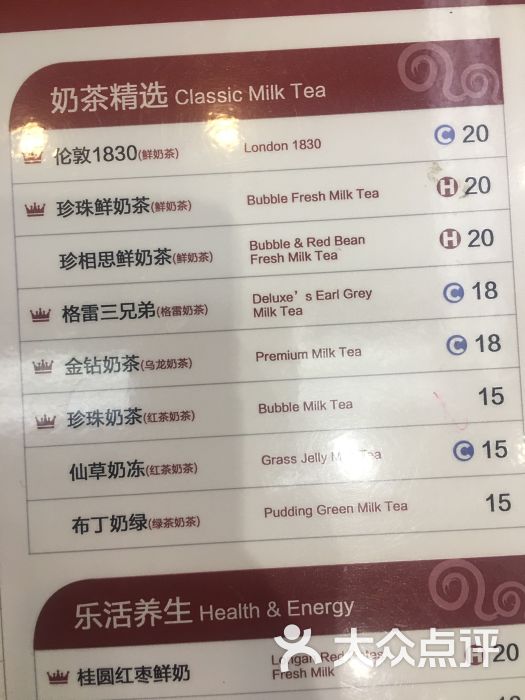 奶茶精选 Classic Milk Tea
伦敦1830(鲜奶茶) London 1830 C 20
珍珠鲜奶茶(鲜奶茶) Bubble Fresh Milk Tea H 20
珍相思鲜奶茶(鲜奶茶) Bubble & Red Bean H 20
Fresh Milk Tea
格雷三兄弟(格雷奶茶) Deluxe's Earl Grey C 18
Milk Tea
金钻奶茶(乌龙奶茶) Premium Milk Tea C 18
珍珠奶茶(红茶奶茶) Bubble Milk Tea 15
仙草奶冻(红茶奶茶) Grass Jelly Tea C 15
布丁奶绿(绿茶奶茶) Pudding Green Milk Tea 15
乐活养生 Health & Energy
桂圆红枣鲜奶 Longan Red H 20
Fresh Milk
大众点评